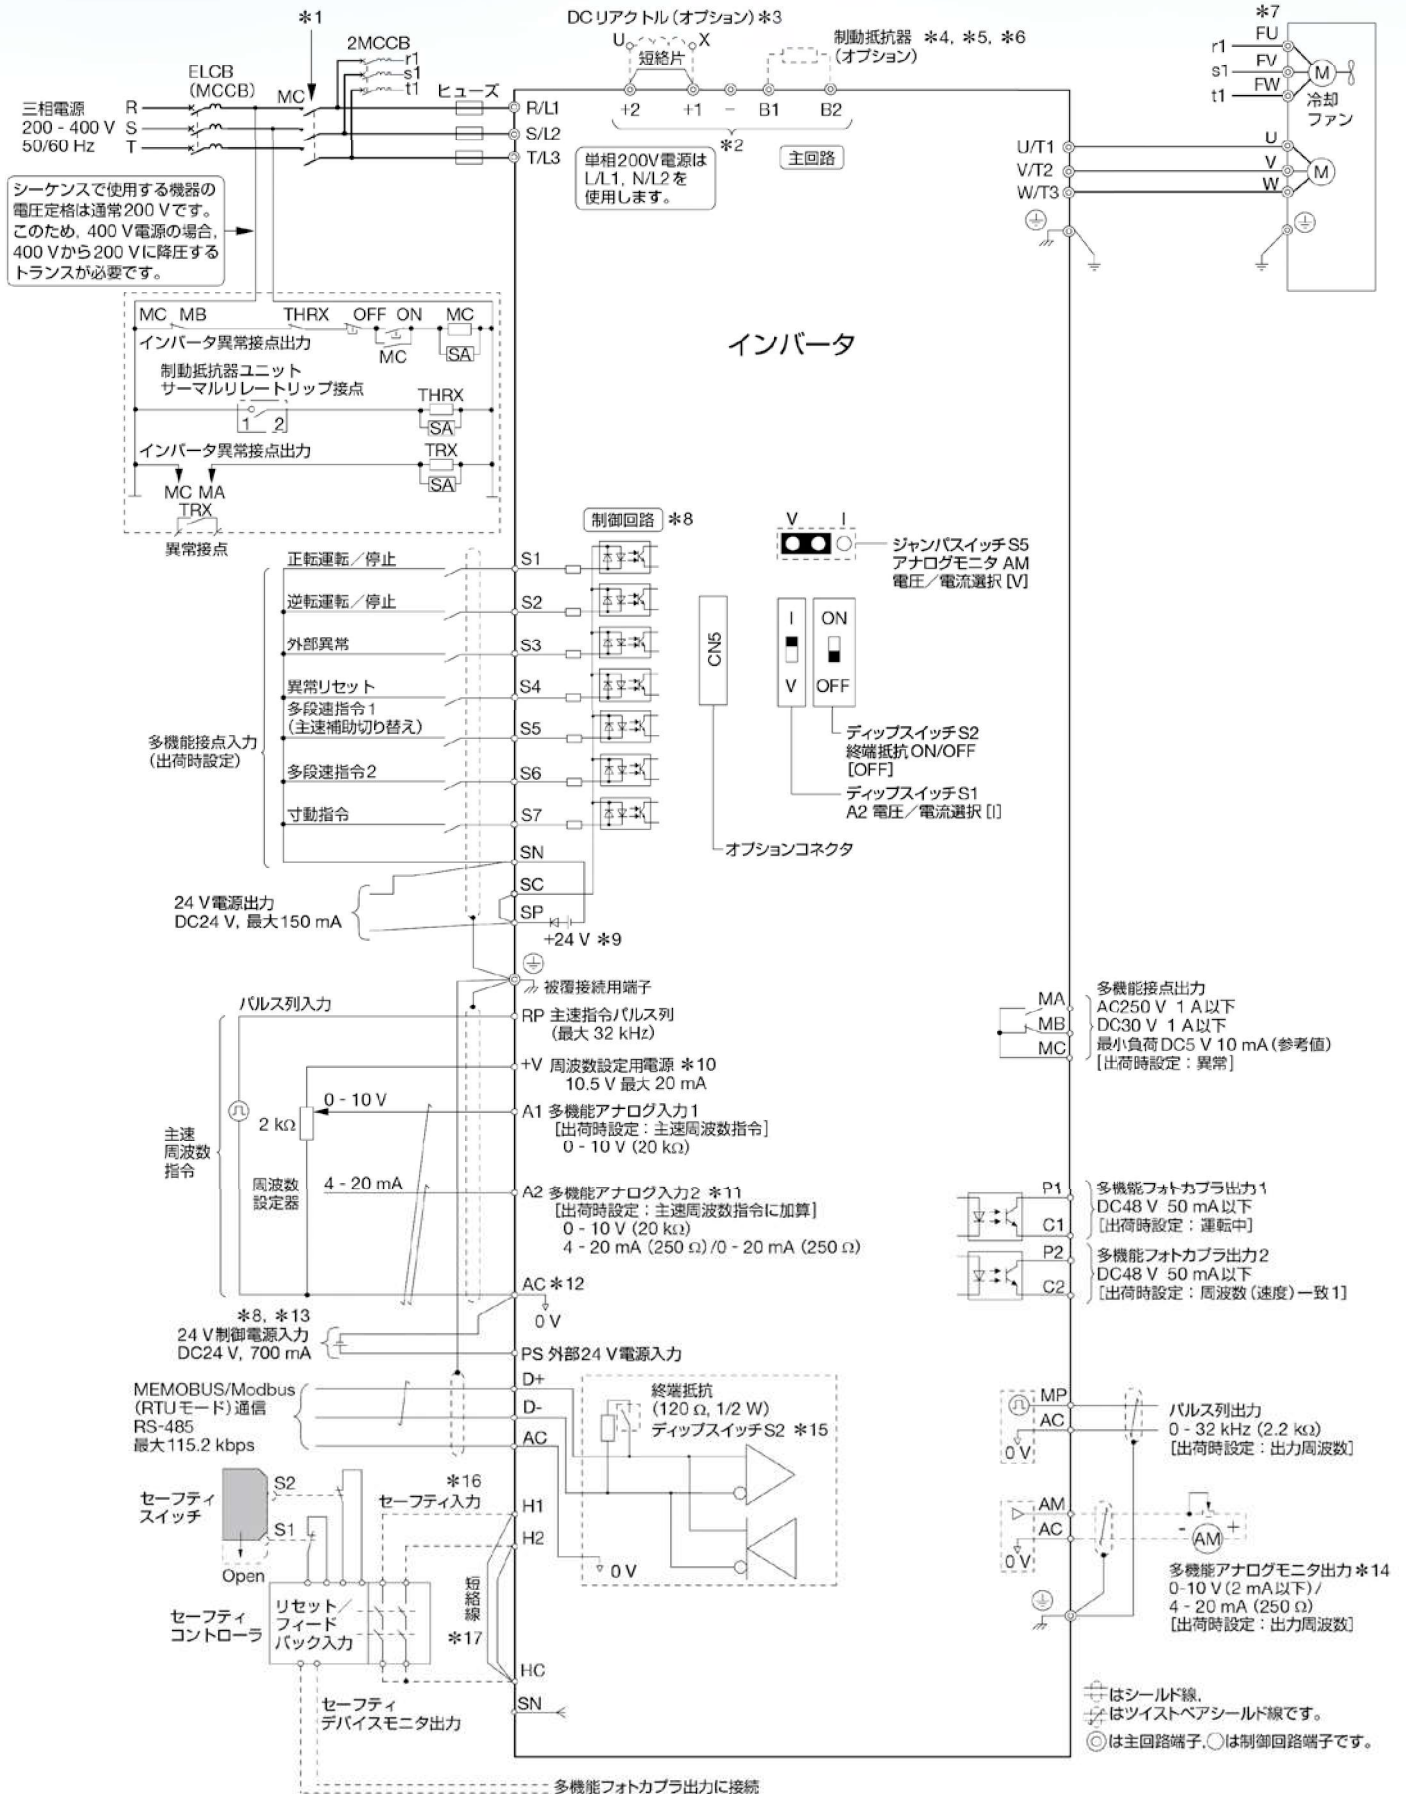 *1
DCリアクトル(オプション)*3
U X
短絡片
制動抵抗器 *4, *5, *6
(オプション)
*7
FU
FV
FW
r1
s1
t1
M
冷却
ファン
2MCCB
r1
s1
t1
ELCB
(MCCB)
MC
ヒューズ
三相電源
200 - 400 V
50/60 Hz
R
S
T
R/L1
S/L2
T/L3
+2 +1 − B1 B2
*2
主回路
単相200V電源は
L/L1, N/L2を
使用します。
U/T1
V/T2
W/T3
U
V
W
M
シーケンスで使用する機器の
電圧定格は通常200 Vです。
このため, 400 V電源の場合,
400 Vから200 Vに降圧する
トランスが必要です。
MC MB THRX OFF ON MC
インバータ異常接点出力
MC
SA
制動抵抗器ユニット
サーマルリレートリップ接点
1 2
THRX
SA
インバータ異常接点出力
TRX
SA
MC MA
TRX
異常接点
インバータ
制御回路 *8
V I
ジャンパスイッチS5
アナログモニタ AM
電圧／電流選択 [V]
CN5
I
V
ON
OFF
ディップスイッチS2
終端抵抗ON/OFF
[OFF]
ディップスイッチS1
A2 電圧／電流選択 [I]
オプションコネクタ
多機能接点入力
(出荷時設定)
正転運転／停止
S1
逆転運転／停止
S2
外部異常
S3
異常リセット
S4
多段速指令1
(主速補助切り替え)
S5
多段速指令2
S6
寸動指令
S7
SN
SC
SP
24 V電源出力
DC24 V, 最大150 mA
+24 V *9
被覆接続用端子
パルス列入力
RP 主速指令パルス列
(最大 32 kHz)
+V 周波数設定用電源 *10
10.5 V 最大 20 mA
0 - 10 V
2 kΩ
A1 多機能アナログ入力1
[出荷時設定：主速周波数指令]
0 - 10 V (20 kΩ)
主速
周波数
指令
周波数
設定器
4 - 20 mA
A2 多機能アナログ入力2 *11
[出荷時設定：主速周波数指令に加算]
0 - 10 V (20 kΩ)
4 - 20 mA (250 Ω)/0 - 20 mA (250 Ω)
AC *12
0 V
*8, *13
24 V制御電源入力
DC24 V, 700 mA
PS 外部24 V電源入力
MA
MB
MC
多機能接点出力
AC250 V 1 A以下
DC30 V 1 A以下
最小負荷DC5 V 10 mA(参考値)
[出荷時設定：異常]
P1
C1
多機能フォトカプラ出力1
DC48 V 50 mA以下
[出荷時設定：運転中]
P2
C2
多機能フォトカプラ出力2
DC48 V 50 mA以下
[出荷時設定：周波数(速度)一致1]
MEMOBUS/Modbus
(RTUモード)通信
RS-485
最大115.2 kbps
D+
D-
AC
終端抵抗
(120 Ω, 1/2 W)
ディップスイッチS2 *15
0 V
MP
AC
0 V
パルス列出力
0 - 32 kHz (2.2 kΩ)
[出荷時設定：出力周波数]
AM
AC
0 V
- +
AM
多機能アナログモニタ出力*14
0-10 V(2 mA以下)/
4 - 20 mA (250 Ω)
[出荷時設定：出力周波数]
セーフティ
スイッチ
S2
S1
Open
*16
セーフティ入力
H1
H2
短絡線
*17
HC
SN
セーフティ
コントローラ
リセット／
フィード
バック入力
セーフティ
デバイスモニタ出力
多機能フォトカプラ出力に接続
はシールド線,
はツイストペアシールド線です。
◎は主回路端子,○は制御回路端子です。